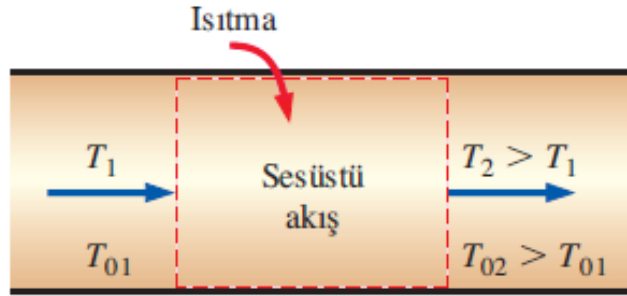 Isıtma
T₁
Sesüstü
akış
T₂ > T₁
T₀₁
T₀₂ > T₀₁